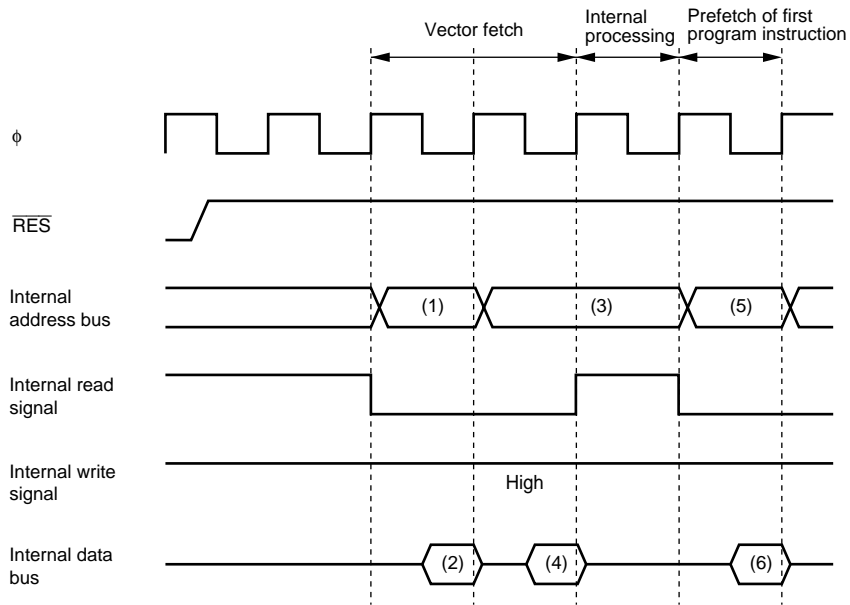 Vector fetch
Internal
processing
Prefetch of first
program instruction
ϕ
RES
Internal
address bus
(1)
(3)
(5)
Internal read
signal
Internal write
signal
High
Internal data
bus
(2)
(4)
(6)